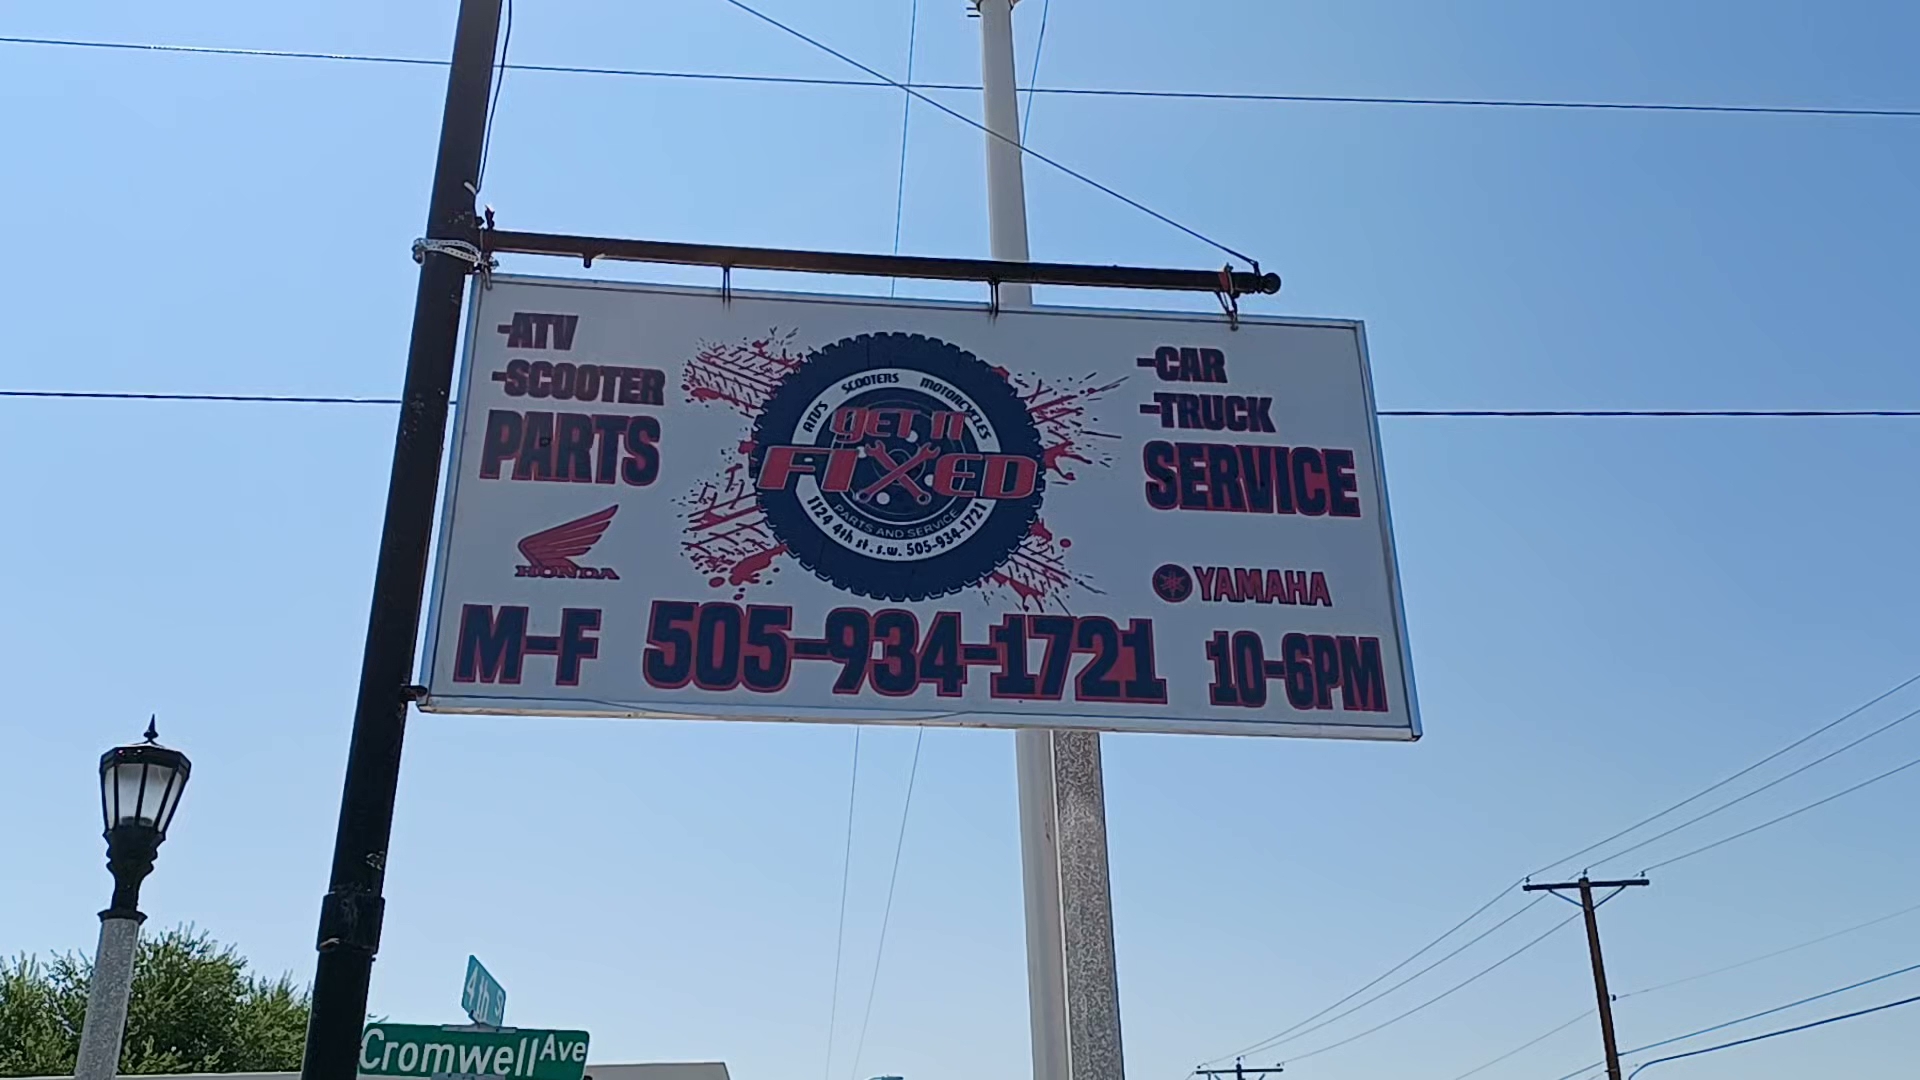 -ATV
-SCOOTER
PARTS
HONDA
ATV'S SCOOTERS MOTORCYCLES
GET IT
FIXED
PARTS AND SERVICE
1124 4th st. s.w. 505-934-1721
-CAR
-TRUCK
SERVICE
YAMAHA
M-F 505-934-1721 10-6PM
4th St
Cromwell Ave